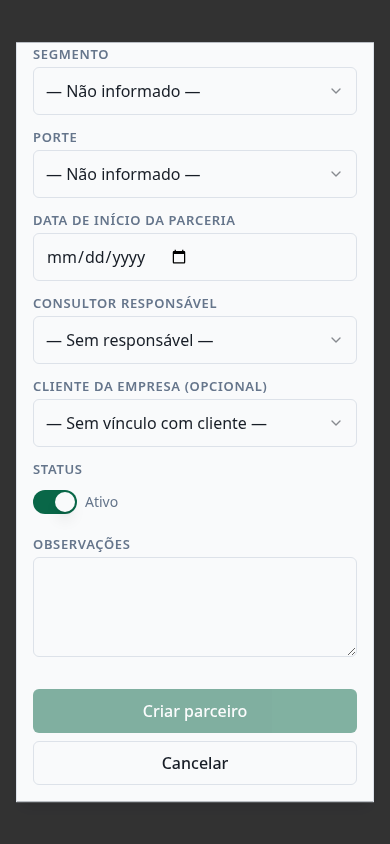 SEGMENTO
— Não informado —
PORTE
— Não informado —
DATA DE INÍCIO DA PARCERIA
mm/dd/yyyy
CONSULTOR RESPONSÁVEL
— Sem responsável —
CLIENTE DA EMPRESA (OPCIONAL)
— Sem vínculo com cliente —
STATUS
Ativo
OBSERVAÇÕES
Criar parceiro
Cancelar